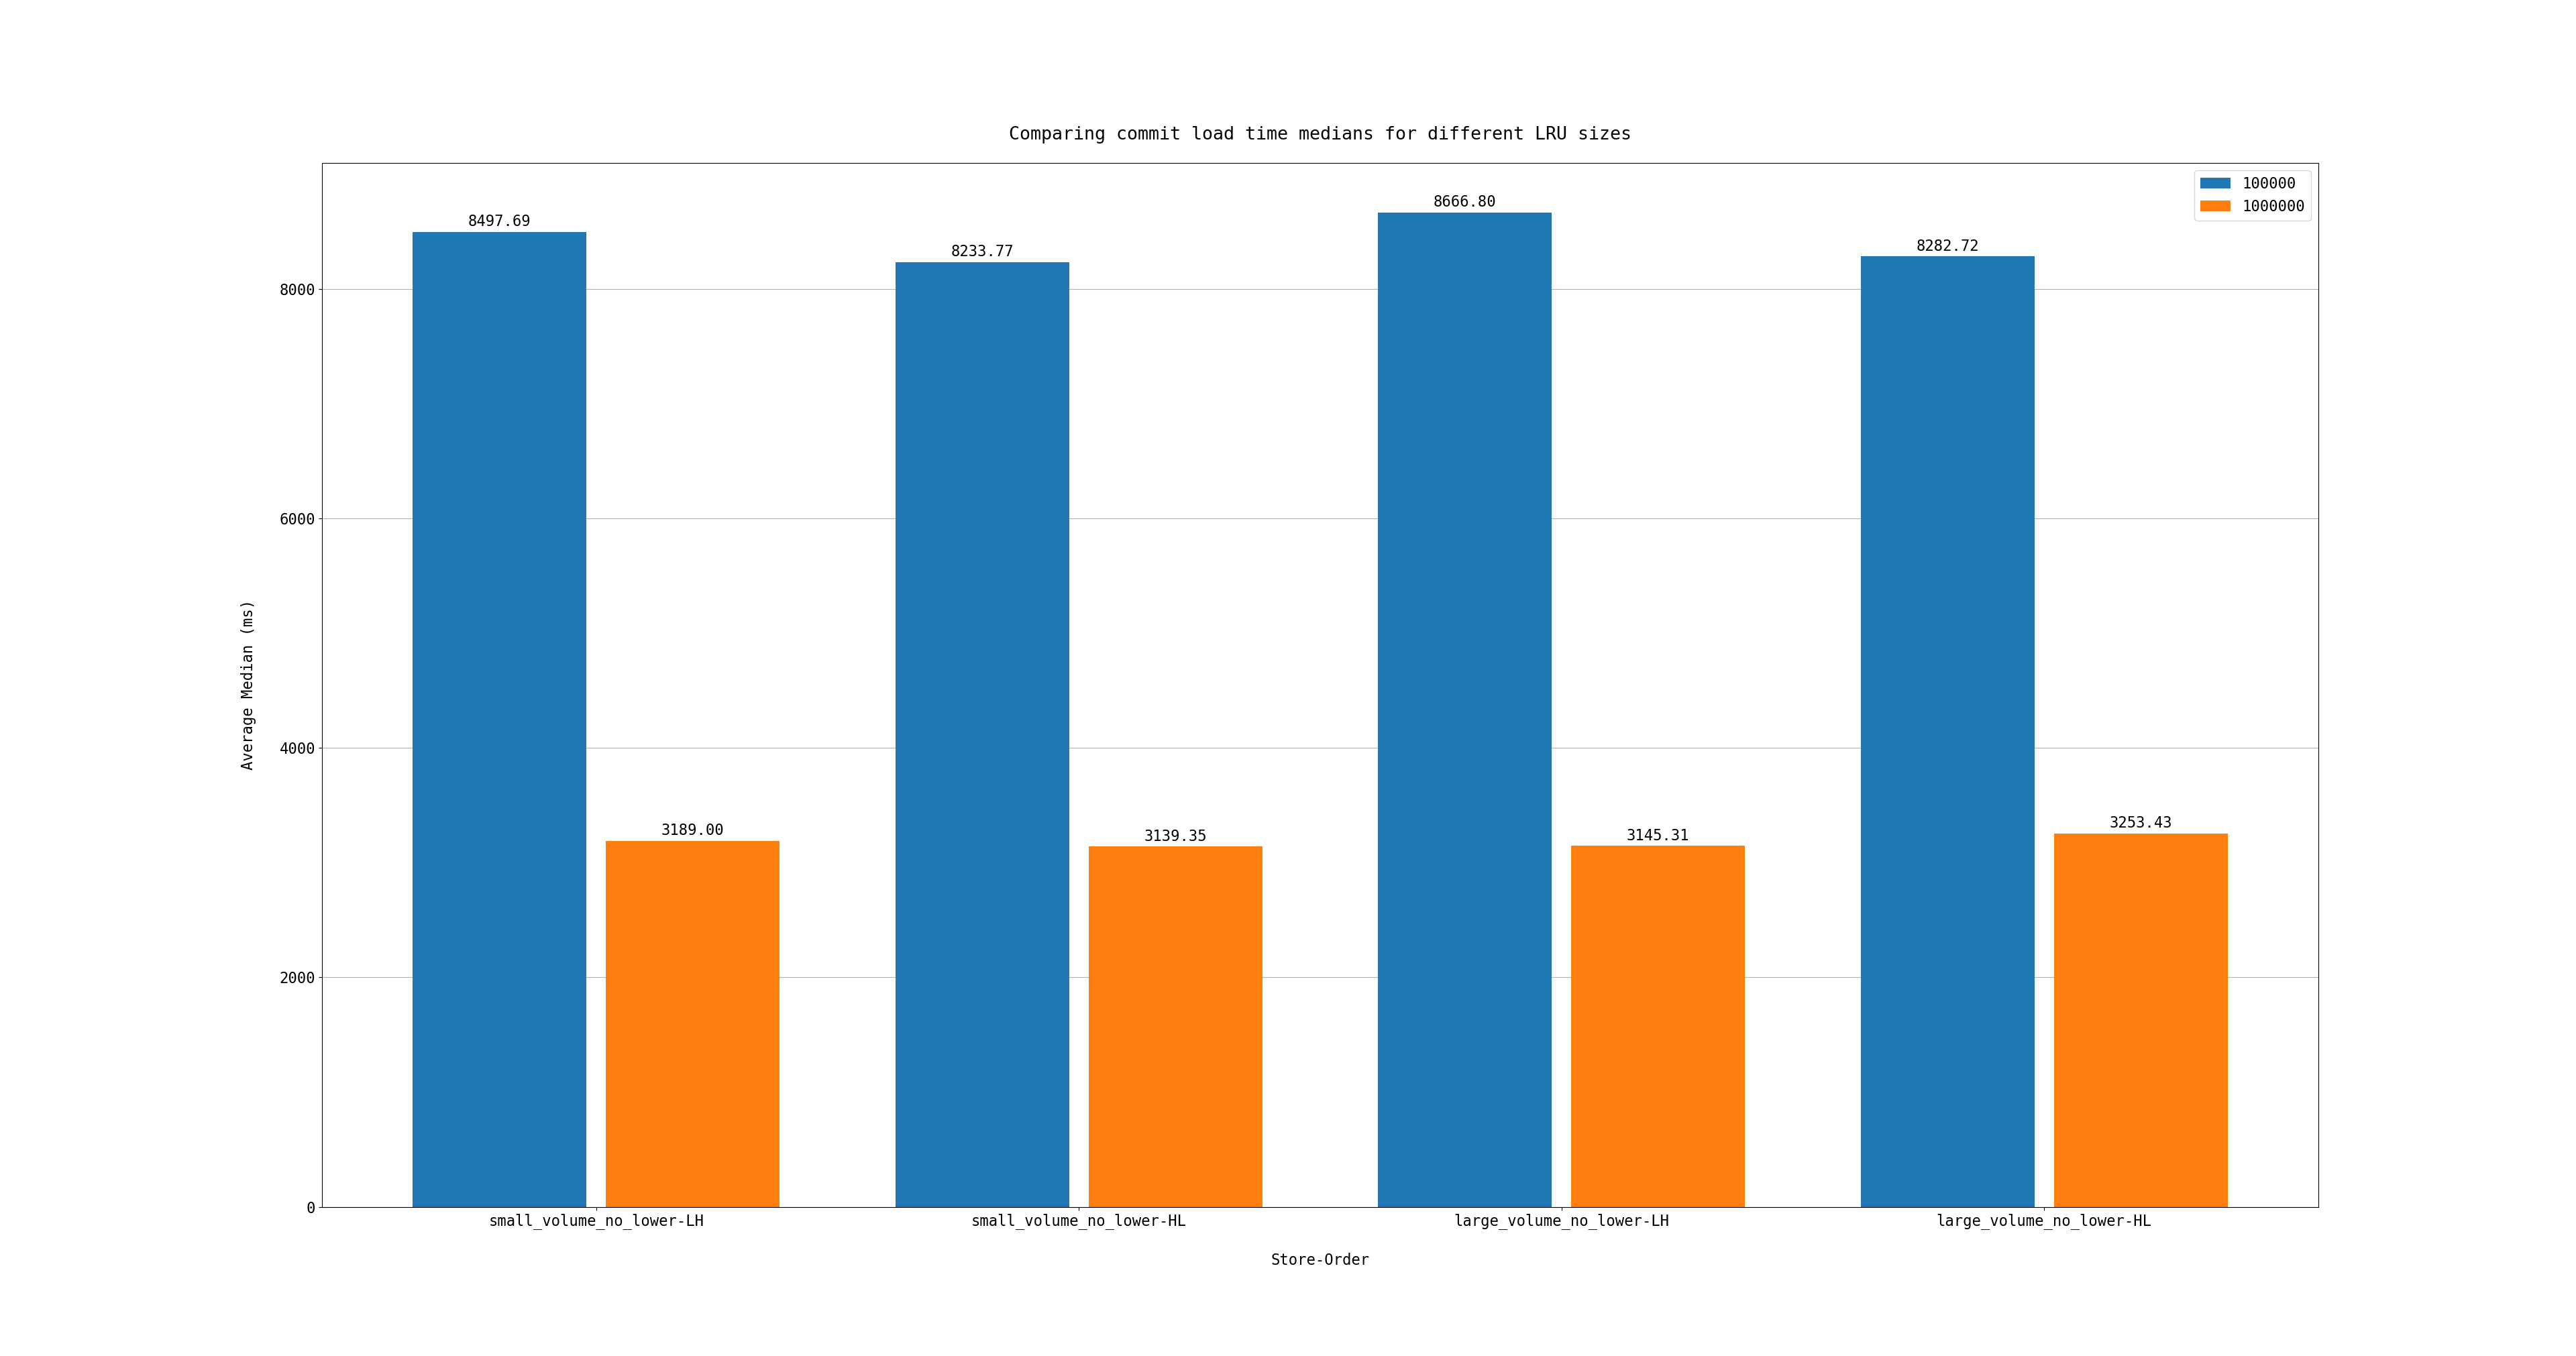 Comparing commit load time medians for different LRU sizes
100000
1000000
8497.69
8233.77
8666.80
8282.72
3189.00
3139.35
3145.31
3253.43
8000
6000
4000
2000
0
Average Median (ms)
small_volume_no_lower-LH
small_volume_no_lower-HL
large_volume_no_lower-LH
large_volume_no_lower-HL
Store-Order